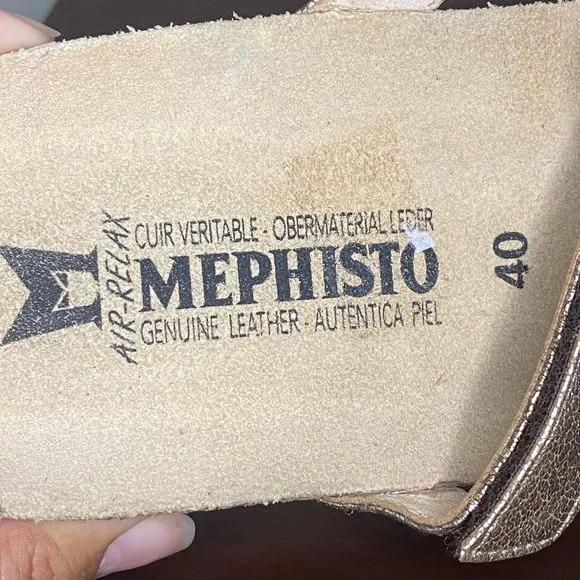 AIR-RELAX
CUIR VERITABLE - OBERMATERIAL LEDER
MEPHISTO
GENUINE LEATHER - AUTENTICA PIEL
40